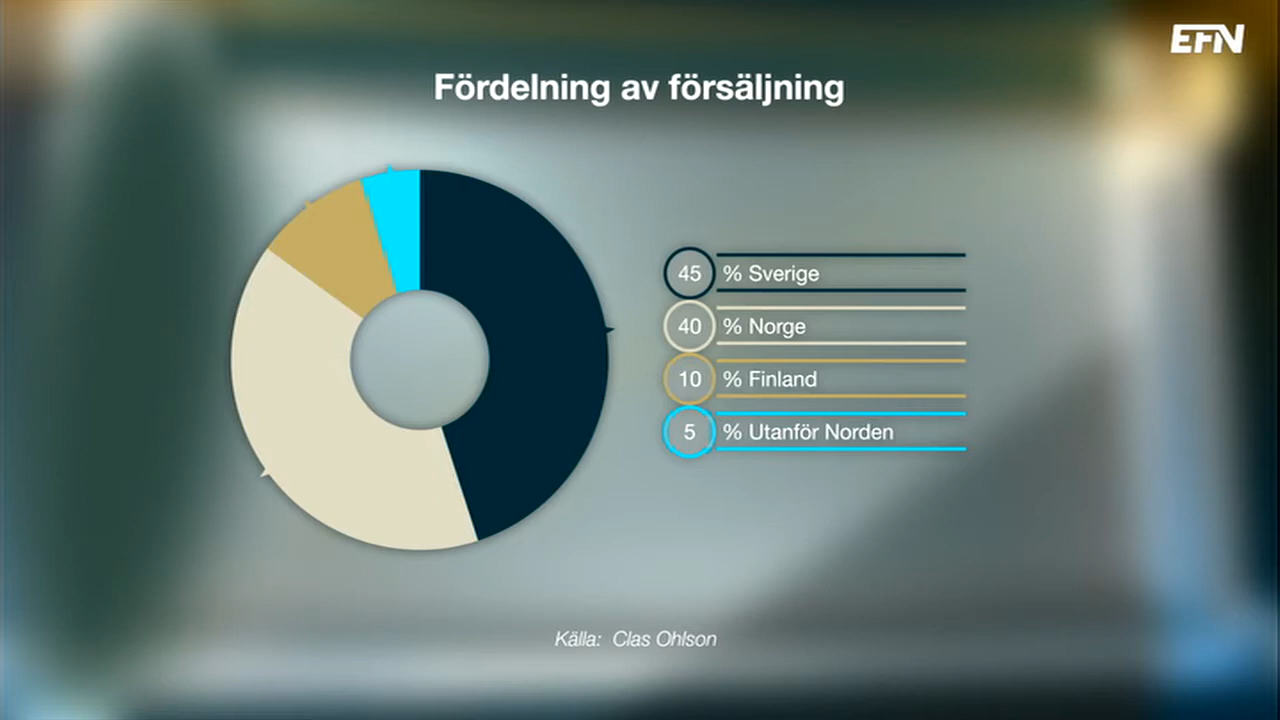 EFN
Fördelning av försäljning
45 % Sverige
40 % Norge
10 % Finland
5 % Utanför Norden
Källa: Clas Ohlson